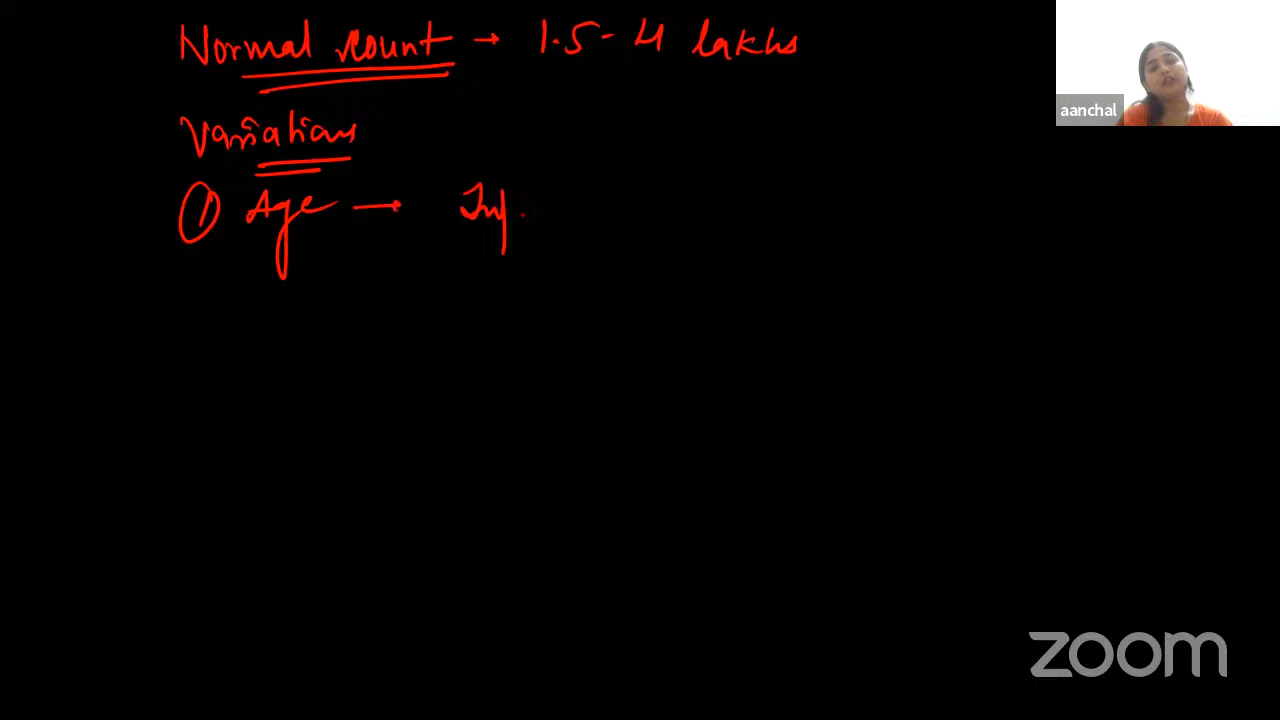 Normal count → 1.5 - 4 lakhs
aanchal
Variations
① Age → Inf
zoom